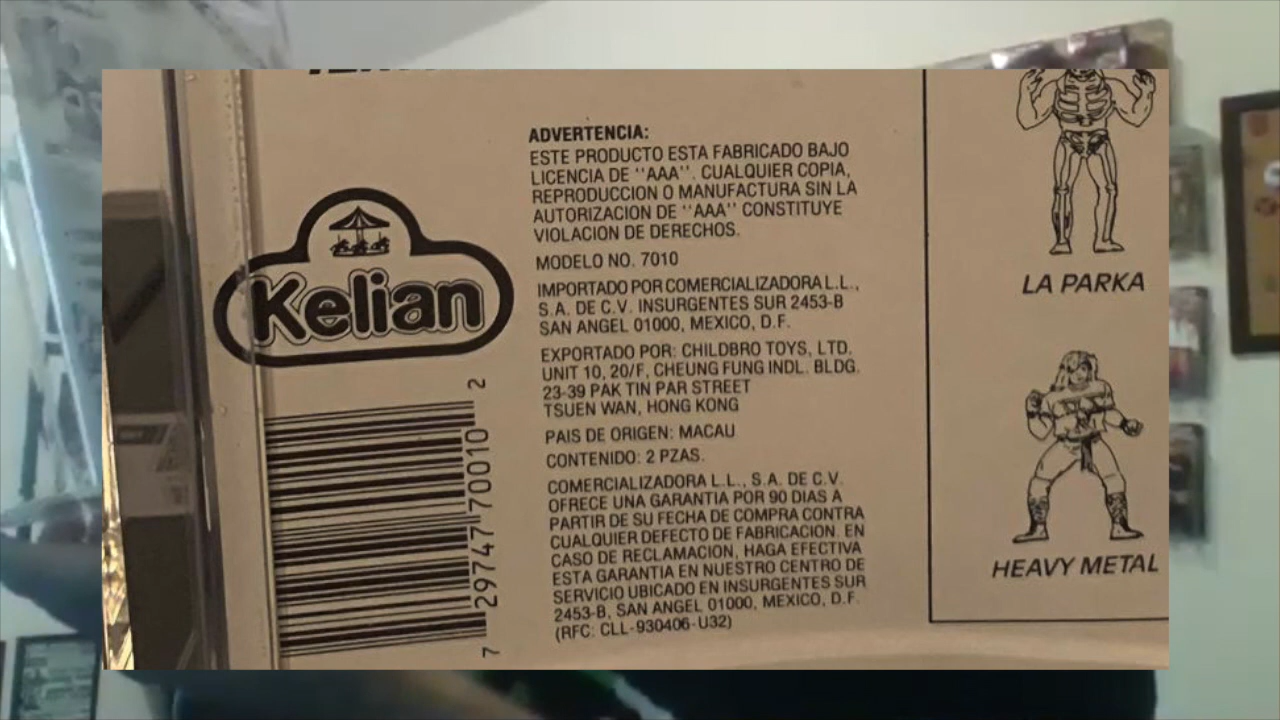 Kelian
7 29747 70010 2
ADVERTENCIA:
ESTE PRODUCTO ESTA FABRICADO BAJO
LICENCIA DE "AAA". CUALQUIER COPIA,
REPRODUCCION O MANUFACTURA SIN LA
AUTORIZACION DE "AAA" CONSTITUYE
VIOLACION DE DERECHOS.
MODELO NO. 7010
IMPORTADO POR COMERCIALIZADORA L.L.,
S.A. DE C.V. INSURGENTES SUR 2453-B
SAN ANGEL 01000, MEXICO, D.F.
EXPORTADO POR: CHILDBRO TOYS, LTD.
UNIT 10, 20/F, CHEUNG FUNG INDL. BLDG.
23-39 PAK TIN PAR STREET
TSUEN WAN, HONG KONG
PAIS DE ORIGEN: MACAU
CONTENIDO: 2 PZAS.
COMERCIALIZADORA L.L., S.A. DE C.V.
OFRECE UNA GARANTIA POR 90 DIAS A
PARTIR DE SU FECHA DE COMPRA CONTRA
CUALQUIER DEFECTO DE FABRICACION. EN
CASO DE RECLAMACION, HAGA EFECTIVA
ESTA GARANTIA EN NUESTRO CENTRO DE
SERVICIO UBICADO EN INSURGENTES SUR
2453-B, SAN ANGEL 01000, MEXICO, D.F.
(RFC: CLL-930406-U32)
LA PARKA
HEAVY METAL